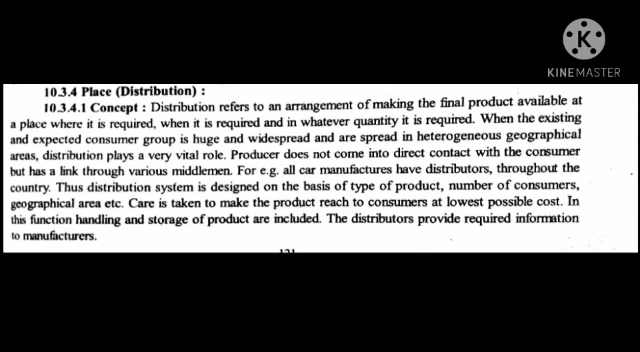 KINEMASTER
10.3.4 Place (Distribution) :
10.3.4.1 Concept : Distribution refers to an arrangement of making the final product available at
a place where it is required, when it is required and in whatever quantity it is required. When the existing
and expected consumer group is huge and widespread and are spread in heterogeneous geographical
areas, distribution plays a very vital role. Producer does not come into direct contact with the consumer
but has a link through various middlemen. For e.g. all car manufactures have distributors, throughout the
country. Thus distribution system is designed on the basis of type of product, number of consumers,
geographical area etc. Care is taken to make the product reach to consumers at lowest possible cost. In
this function handling and storage of product are included. The distributors provide required information
to manufacturers.